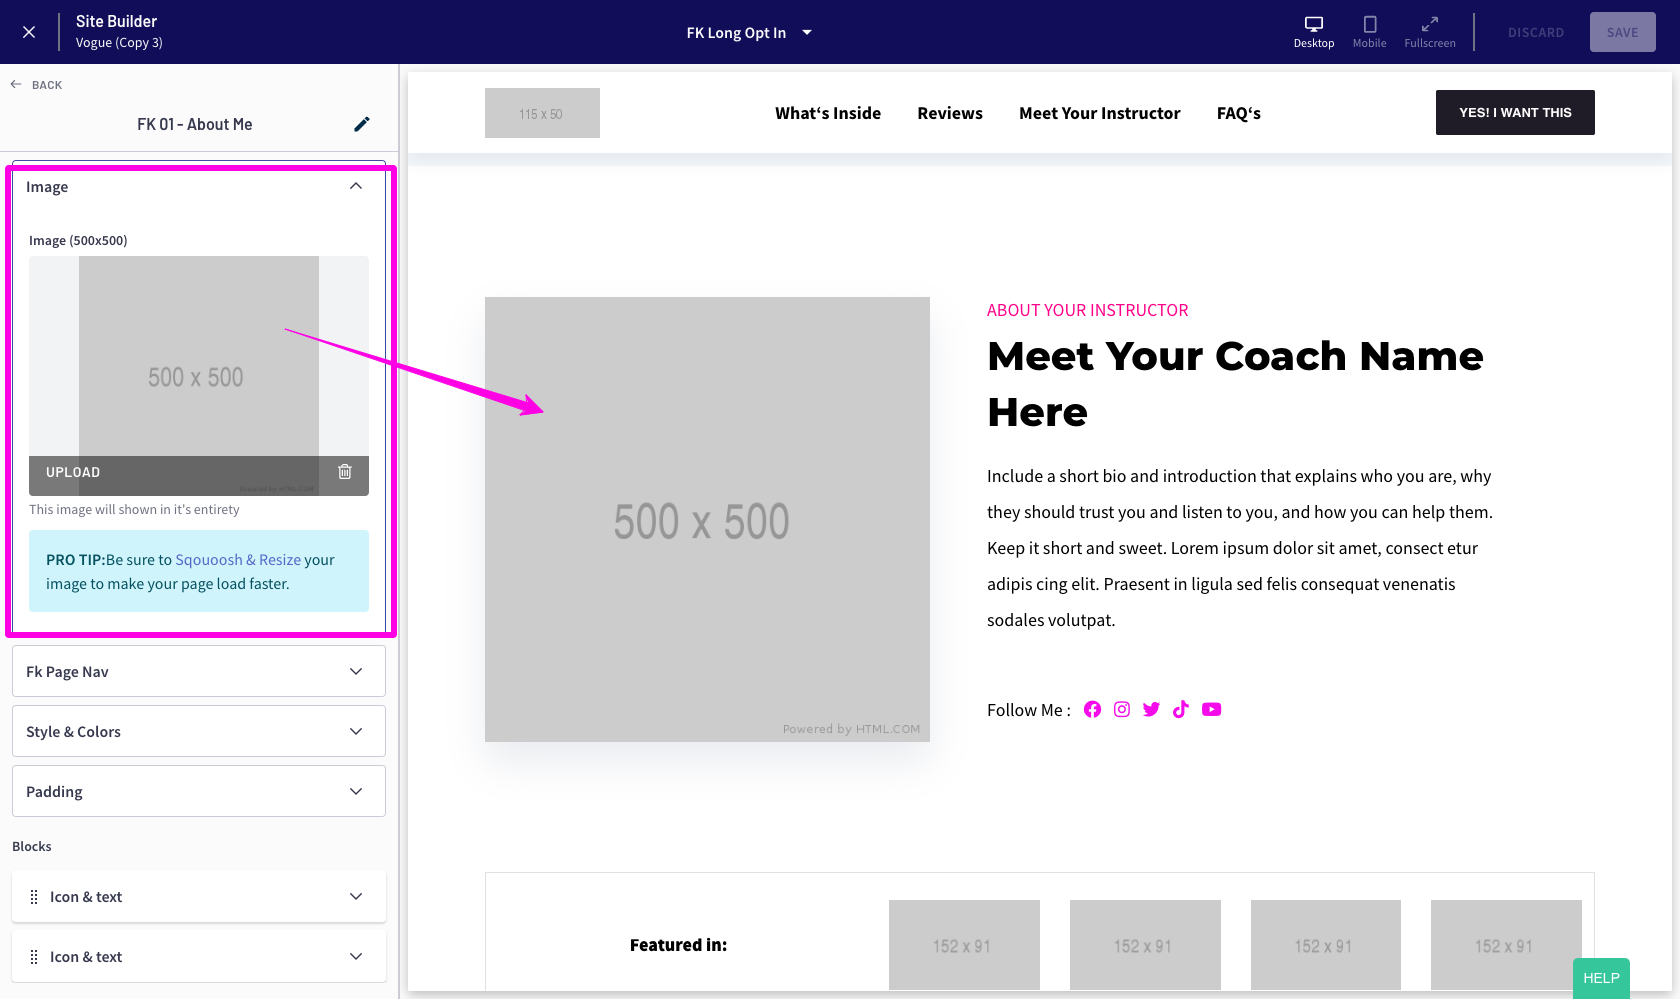 Site Builder
Vogue (Copy 3)
FK Long Opt In
Desktop
Mobile
Fullscreen
DISCARD
SAVE
BACK
FK 01 - About Me
Image
Image (500x500)
500 x 500
Powered by HTML.COM
UPLOAD
This image will shown in it's entirety
PRO TIP:Be sure to Sqouoosh & Resize your
image to make your page load faster.
Fk Page Nav
Style & Colors
Padding
Blocks
Icon & text
Icon & text
115 x 50
What‘s Inside
Reviews
Meet Your Instructor
FAQ‘s
YES! I WANT THIS
500 x 500
Powered by HTML.COM
ABOUT YOUR INSTRUCTOR
Meet Your Coach Name
Here
Include a short bio and introduction that explains who you are, why
they should trust you and listen to you, and how you can help them.
Keep it short and sweet. Lorem ipsum dolor sit amet, consect etur
adipis cing elit. Praesent in ligula sed felis consequat venenatis
sodales volutpat.
Follow Me :
Featured in:
152 x 91
152 x 91
152 x 91
152 x 91
HELP